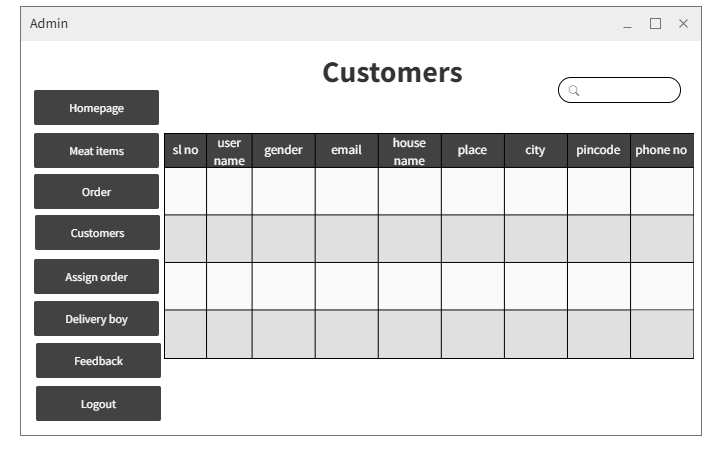 Admin
Customers
Homepage
Meat items
Order
Customers
Assign order
Delivery boy
Feedback
Logout
sl no user name gender email house name place city pincode phone no